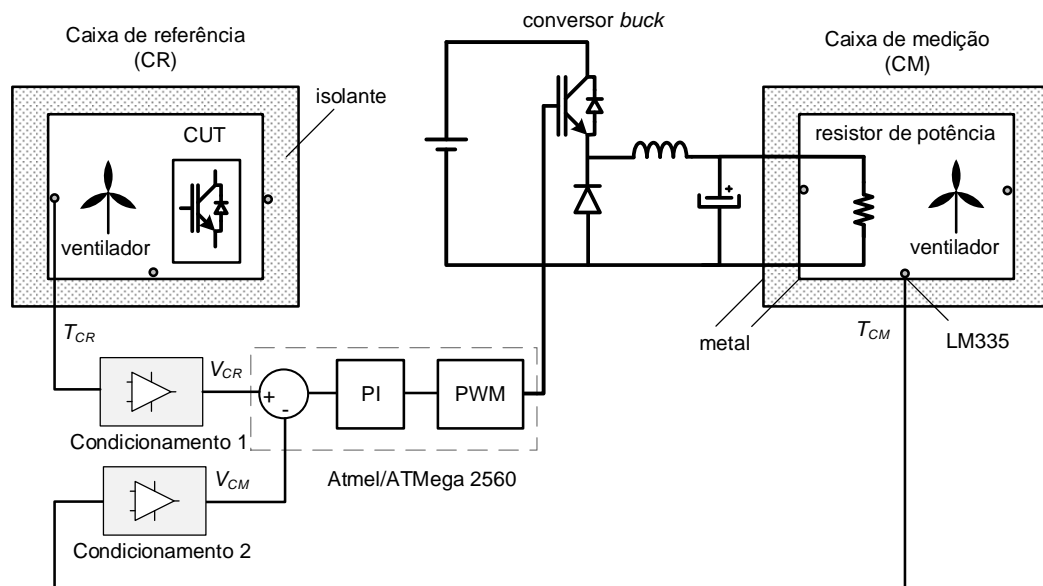 conversor buck
Caixa de referência
(CR)
Caixa de medição
(CM)
isolante
CUT
ventilador
resistor de potência
ventilador
metal
LM335
T_CR
T_CM
V_CR
+
-
PI
PWM
Condicionamento 1
Atmel/ATMega 2560
V_CM
Condicionamento 2
+